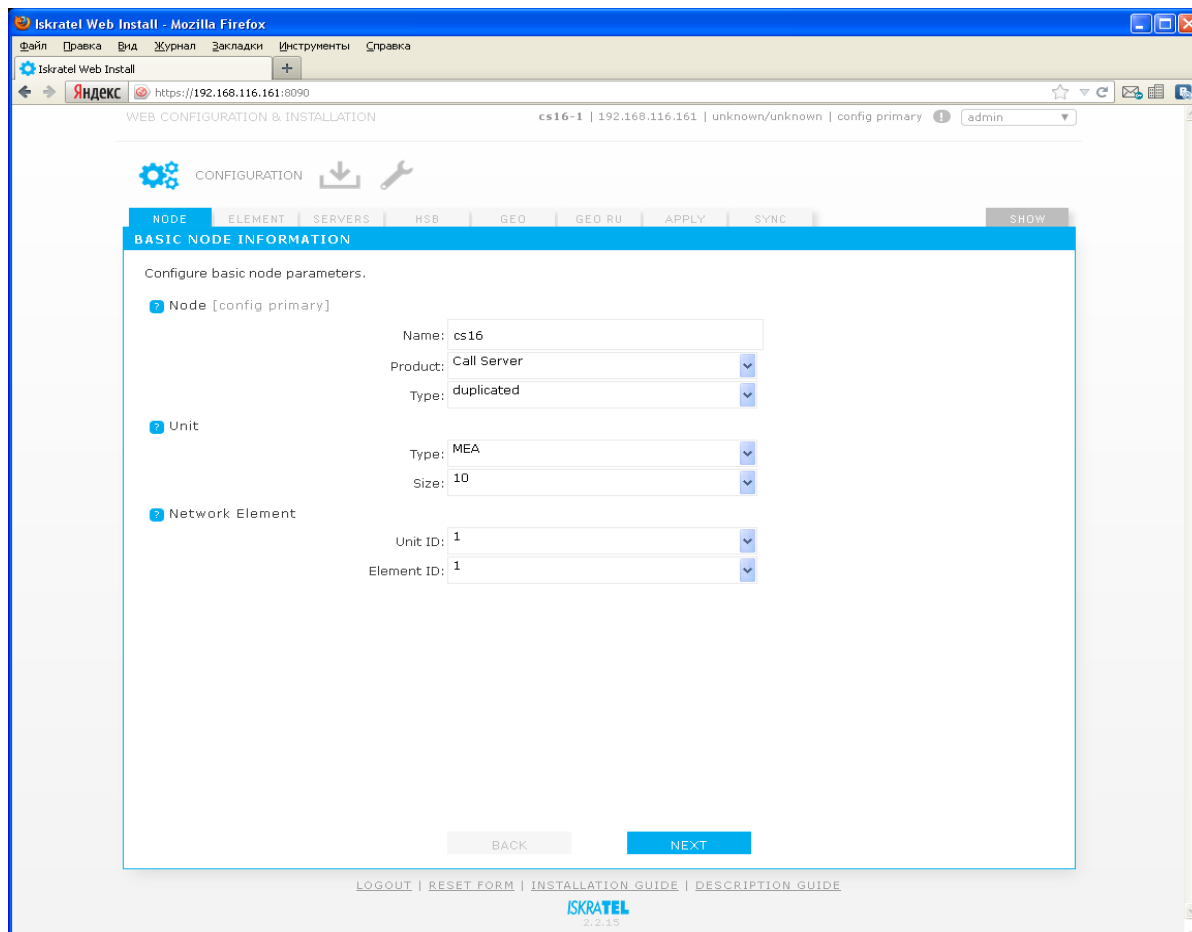 Iskratel Web Install - Mozilla Firefox
Файл Правка Вид Журнал Закладки Инструменты Справка
Iskratel Web Install
Яндекс https://192.168.116.161:8090
WEB CONFIGURATION & INSTALLATION cs16-1 | 192.168.116.161 | unknown/unknown | config primary admin
CONFIGURATION
NODE ELEMENT SERVERS HSB GEO GEO RU APPLY SYNC SHOW
BASIC NODE INFORMATION
Configure basic node parameters.
? Node [config primary]
Name: cs16
Product: Call Server
Type: duplicated
? Unit
Type: MEA
Size: 10
? Network Element
Unit ID: 1
Element ID: 1
BACK NEXT
LOGOUT | RESET FORM | INSTALLATION GUIDE | DESCRIPTION GUIDE
ISKRATEL
2.2.15